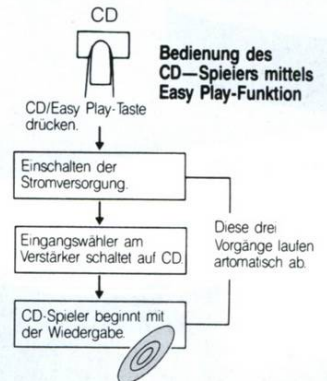 CD
Bedienung des
CD—Spielers mittels
Easy Play-Funktion
CD/Easy Play-Taste
drücken.
Einschalten der
Stromversorgung.
Eingangswähler am
Verstärker schaltet auf CD.
Diese drei
Vorgänge laufen
artomatisch ab.
CD-Spieler beginnt mit
der Wiedergabe.